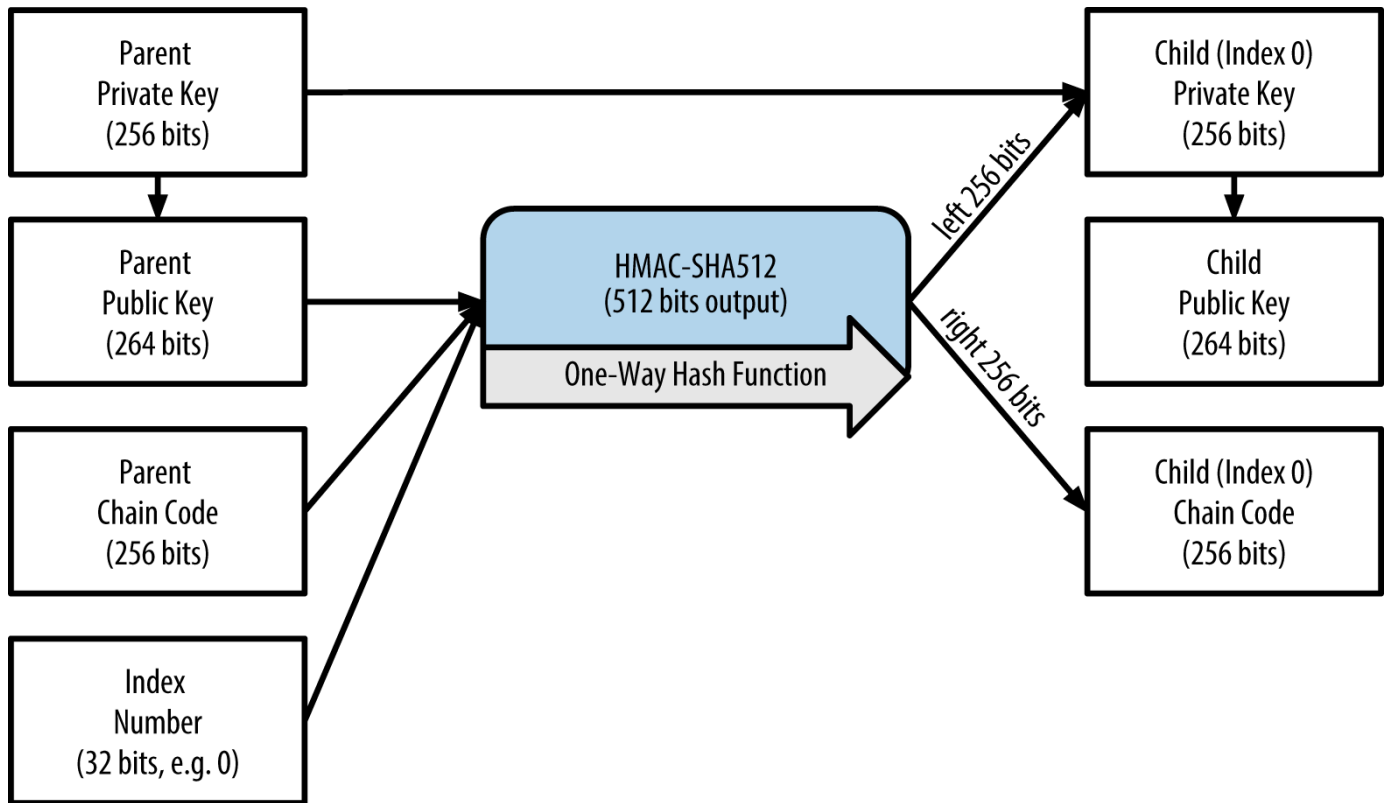 Parent
Private Key
(256 bits)
Parent
Public Key
(264 bits)
Parent
Chain Code
(256 bits)
Index
Number
(32 bits, e.g. 0)
HMAC-SHA512
(512 bits output)
One-Way Hash Function
left 256 bits
right 256 bits
Child (Index 0)
Private Key
(256 bits)
Child
Public Key
(264 bits)
Child (Index 0)
Chain Code
(256 bits)